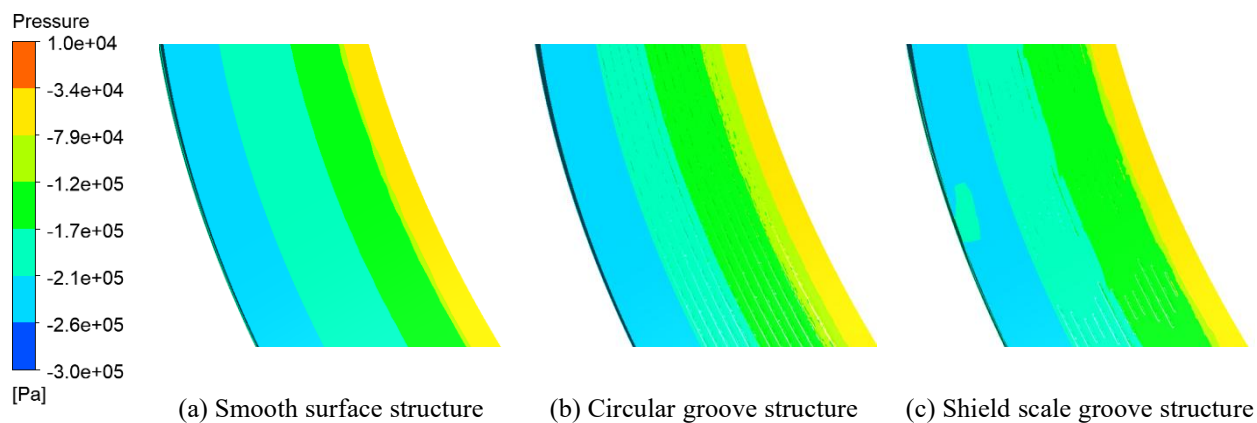 Pressure
1.0e+04
-3.4e+04
-7.9e+04
-1.2e+05
-1.7e+05
-2.1e+05
-2.6e+05
-3.0e+05
[Pa]
(a) Smooth surface structure
(b) Circular groove structure
(c) Shield scale groove structure